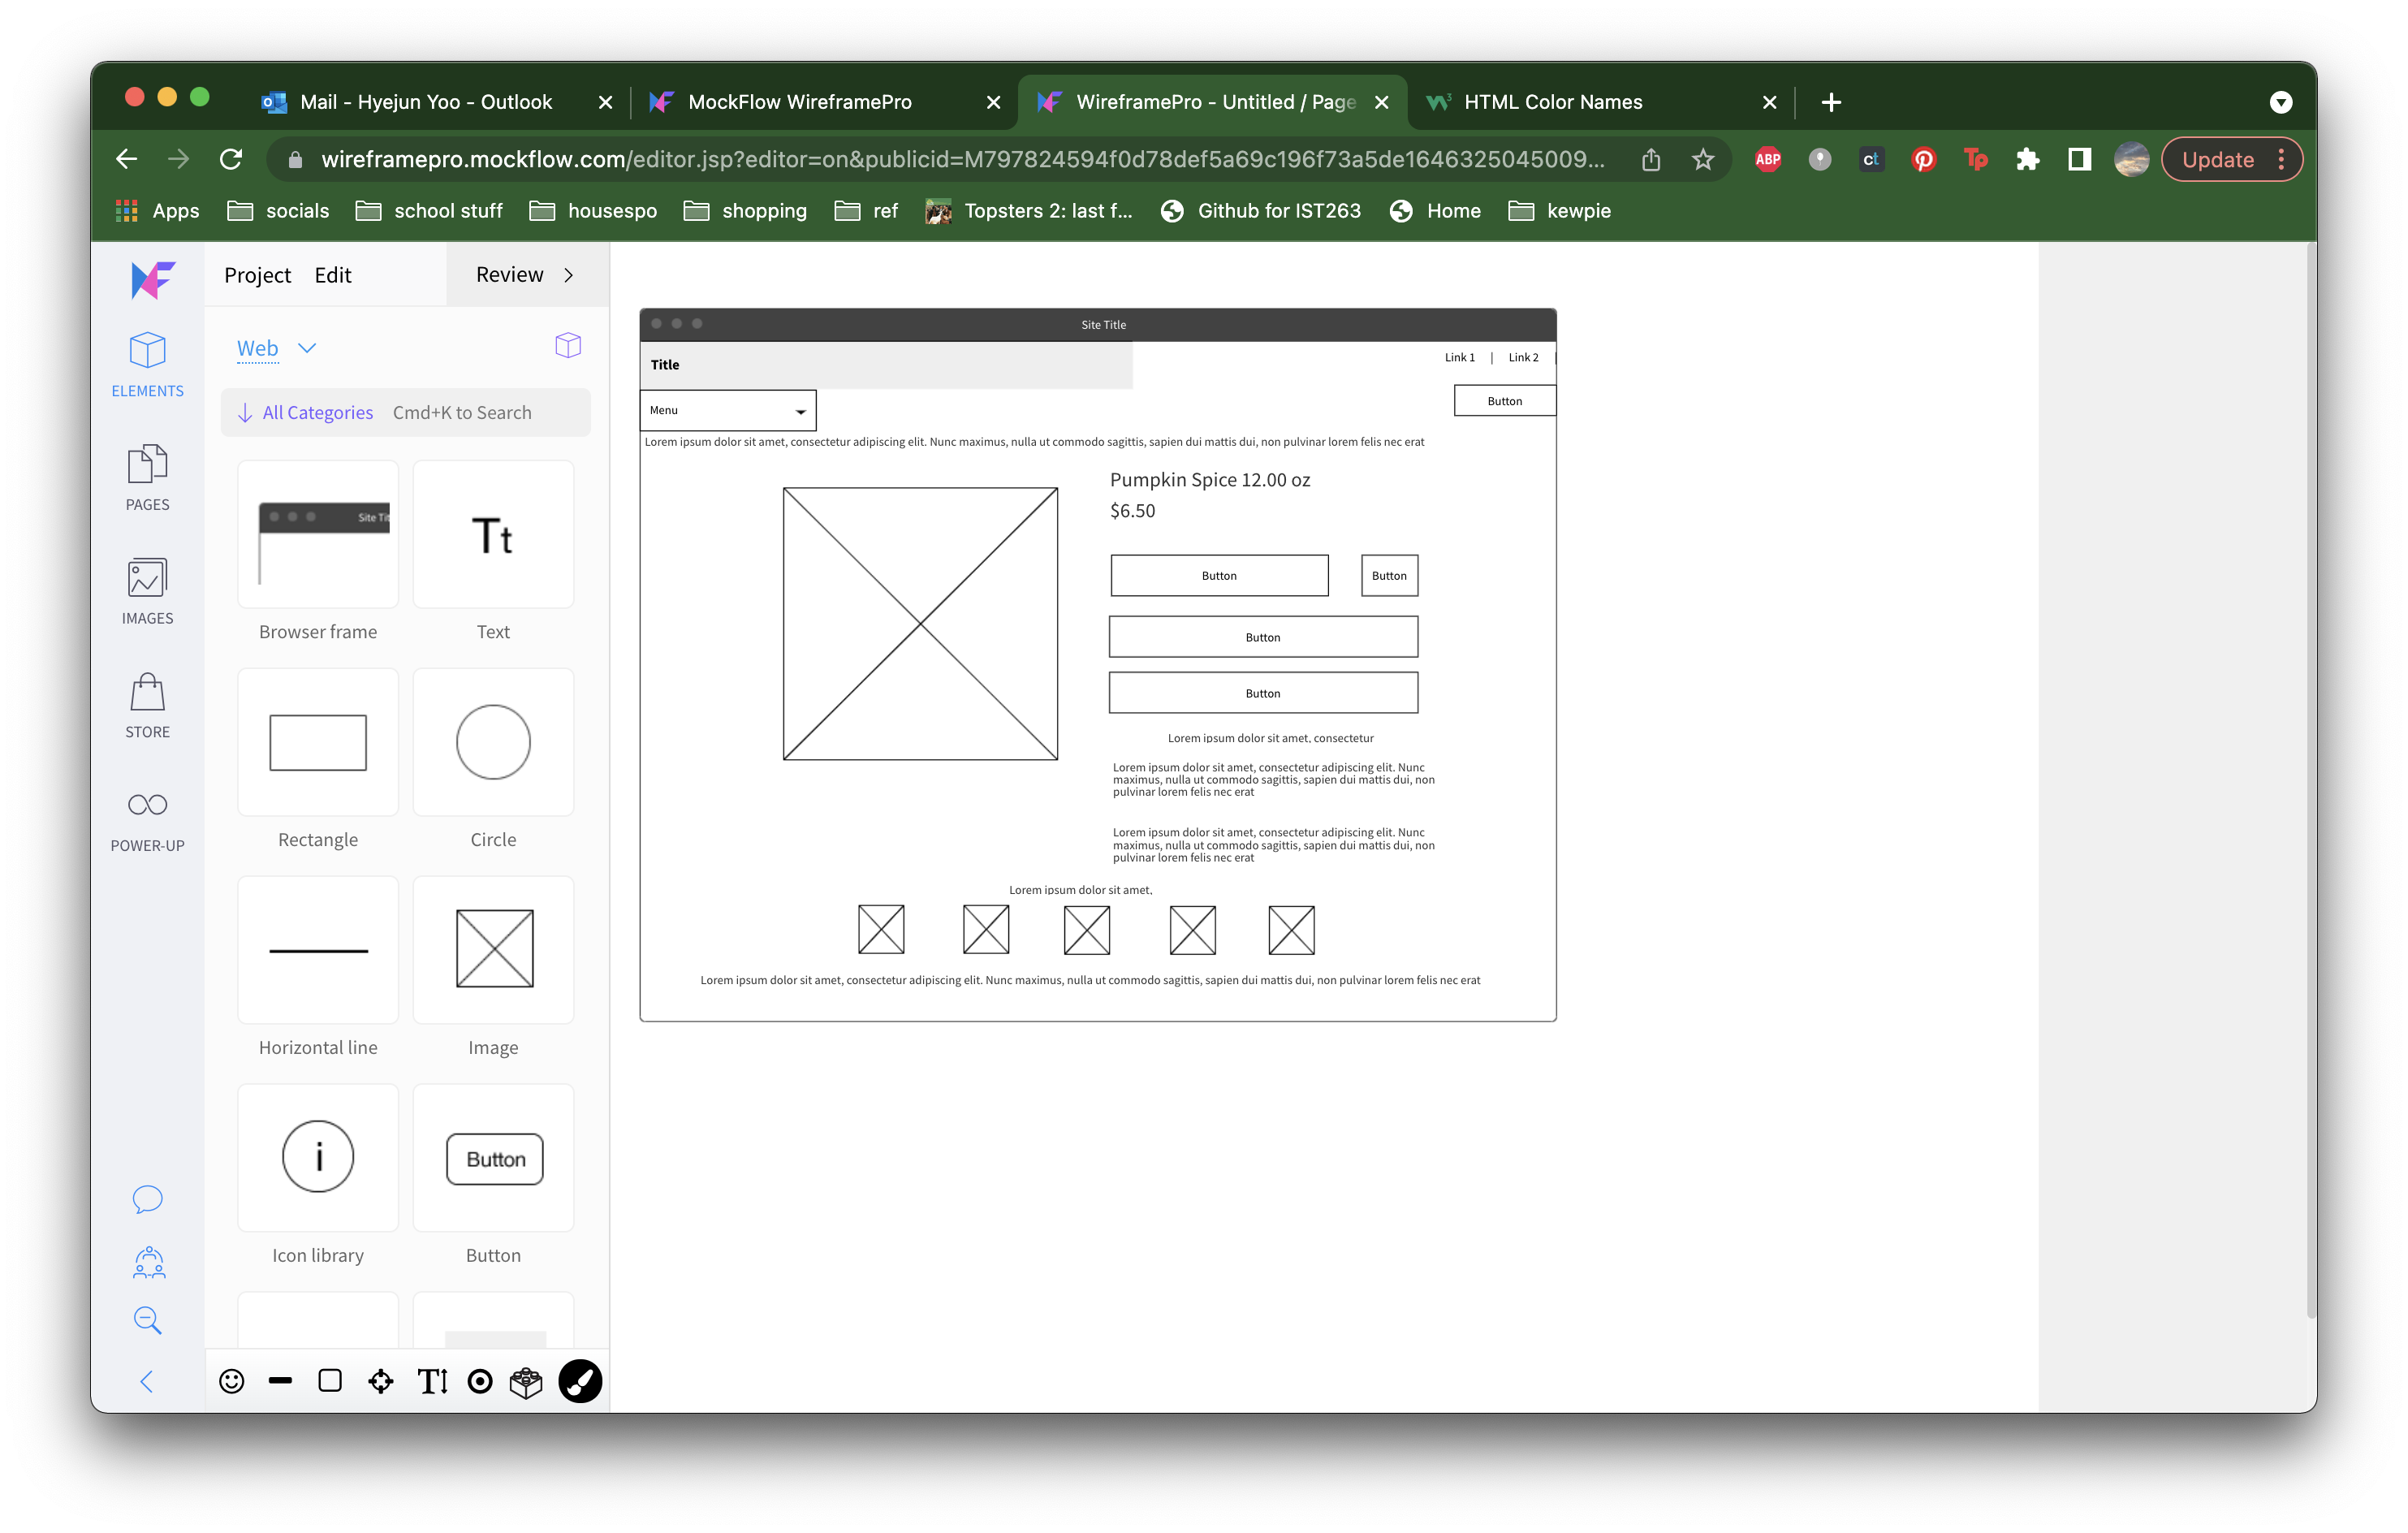 Mail - Hyejun Yoo - Outlook
MockFlow WireframePro
WireframePro - Untitled / Page
HTML Color Names
wireframepro.mockflow.com/editor.jsp?editor=on&publicid=M797824594f0d78def5a69c196f73a5de1646325045009...
ABP
ct
Tp
Update
Apps
socials
school stuff
housespo
shopping
ref
Topsters 2: last f...
Github for IST263
Home
kewpie
Project
Edit
Review
ELEMENTS
PAGES
IMAGES
STORE
POWER-UP
Web
All Categories
Cmd+K to Search
Site Tit
Browser frame
Tt
Text
Rectangle
Circle
Horizontal line
Image
i
Icon library
Button
Button
Site Title
Title
Link 1 | Link 2 |
Menu
Button
Lorem ipsum dolor sit amet, consectetur adipiscing elit. Nunc maximus, nulla ut commodo sagittis, sapien dui mattis dui, non pulvinar lorem felis nec erat
Pumpkin Spice 12.00 oz
$6.50
Button
Button
Button
Button
Lorem ipsum dolor sit amet, consectetur
Lorem ipsum dolor sit amet, consectetur adipiscing elit. Nunc
maximus, nulla ut commodo sagittis, sapien dui mattis dui, non
pulvinar lorem felis nec erat
Lorem ipsum dolor sit amet, consectetur adipiscing elit. Nunc
maximus, nulla ut commodo sagittis, sapien dui mattis dui, non
pulvinar lorem felis nec erat
Lorem ipsum dolor sit amet,
Lorem ipsum dolor sit amet, consectetur adipiscing elit. Nunc maximus, nulla ut commodo sagittis, sapien dui mattis dui, non pulvinar lorem felis nec erat